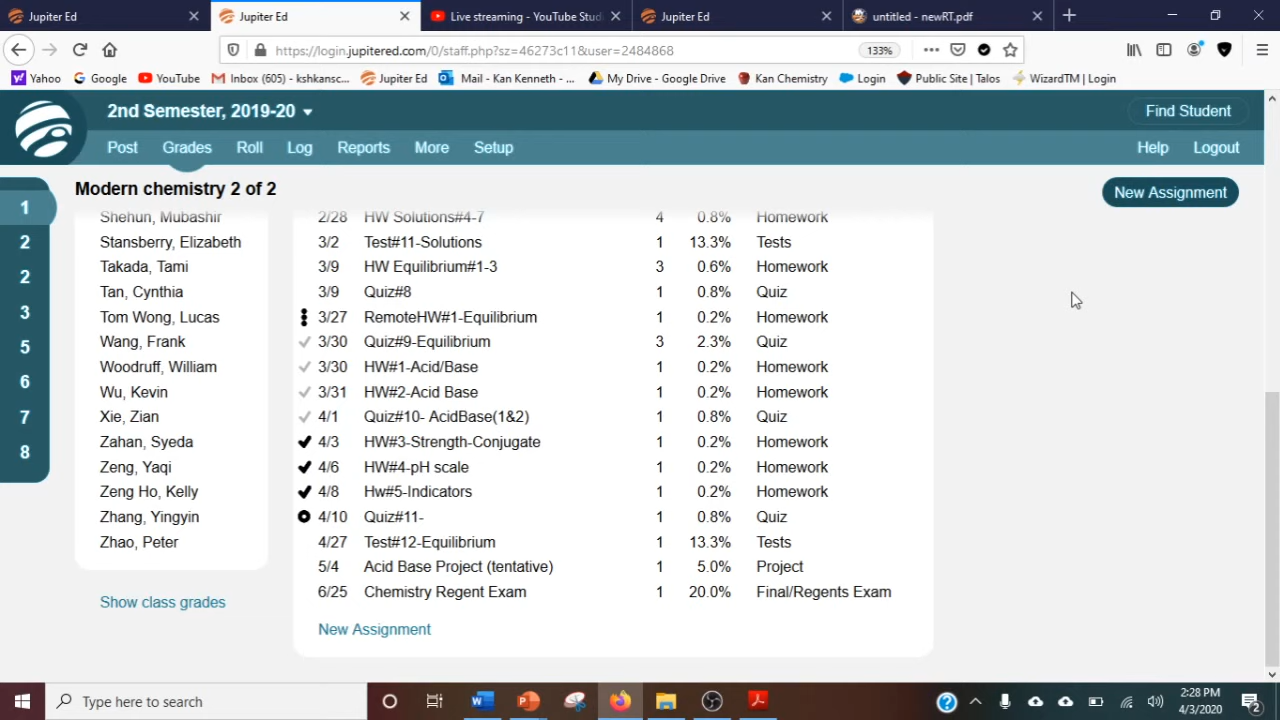 Jupiter Ed
Jupiter Ed
Live streaming - YouTube Stud
Jupiter Ed
untitled - newRT.pdf
https://login.jupitered.com/0/staff.php?sz=46273c11&user=2484868
133%
Yahoo
Google
YouTube
Inbox (605) - kshkansc...
Jupiter Ed
Mail - Kan Kenneth - ...
My Drive - Google Drive
Kan Chemistry
Login
Public Site | Talos
WizardTM | Login
2nd Semester, 2019-20
Find Student
Post Grades Roll Log Reports More Setup
Help Logout
Modern chemistry 2 of 2
New Assignment
1
2
2
3
5
6
7
8
Shehun, Mubashir
Stansberry, Elizabeth
Takada, Tami
Tan, Cynthia
Tom Wong, Lucas
Wang, Frank
Woodruff, William
Wu, Kevin
Xie, Zian
Zahan, Syeda
Zeng, Yaqi
Zeng Ho, Kelly
Zhang, Yingyin
Zhao, Peter
Show class grades
2/28 HW Solutions#4-7 4 0.8% Homework
3/2 Test#11-Solutions 1 13.3% Tests
3/9 HW Equilibrium#1-3 3 0.6% Homework
3/9 Quiz#8 1 0.8% Quiz
3/27 RemoteHW#1-Equilibrium 1 0.2% Homework
3/30 Quiz#9-Equilibrium 3 2.3% Quiz
3/30 HW#1-Acid/Base 1 0.2% Homework
3/31 HW#2-Acid Base 1 0.2% Homework
4/1 Quiz#10- AcidBase(1&2) 1 0.8% Quiz
4/3 HW#3-Strength-Conjugate 1 0.2% Homework
4/6 HW#4-pH scale 1 0.2% Homework
4/8 Hw#5-Indicators 1 0.2% Homework
4/10 Quiz#11- 1 0.8% Quiz
4/27 Test#12-Equilibrium 1 13.3% Tests
5/4 Acid Base Project (tentative) 1 5.0% Project
6/25 Chemistry Regent Exam 1 20.0% Final/Regents Exam
New Assignment
Type here to search
2:28 PM
4/3/2020
2